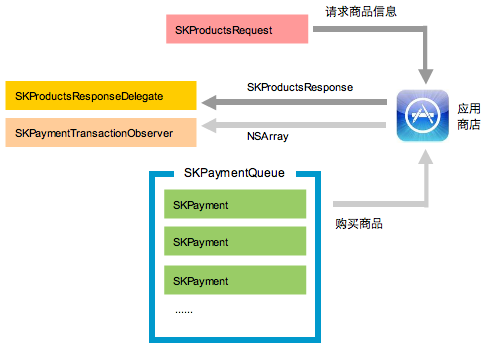 请求商品信息
SKProductsRequest
SKProductsResponse
SKProductsResponseDelegate
应用
商店
SKPaymentTransactionObserver
NSArray
SKPaymentQueue
SKPayment
购买商品
SKPayment
SKPayment
......